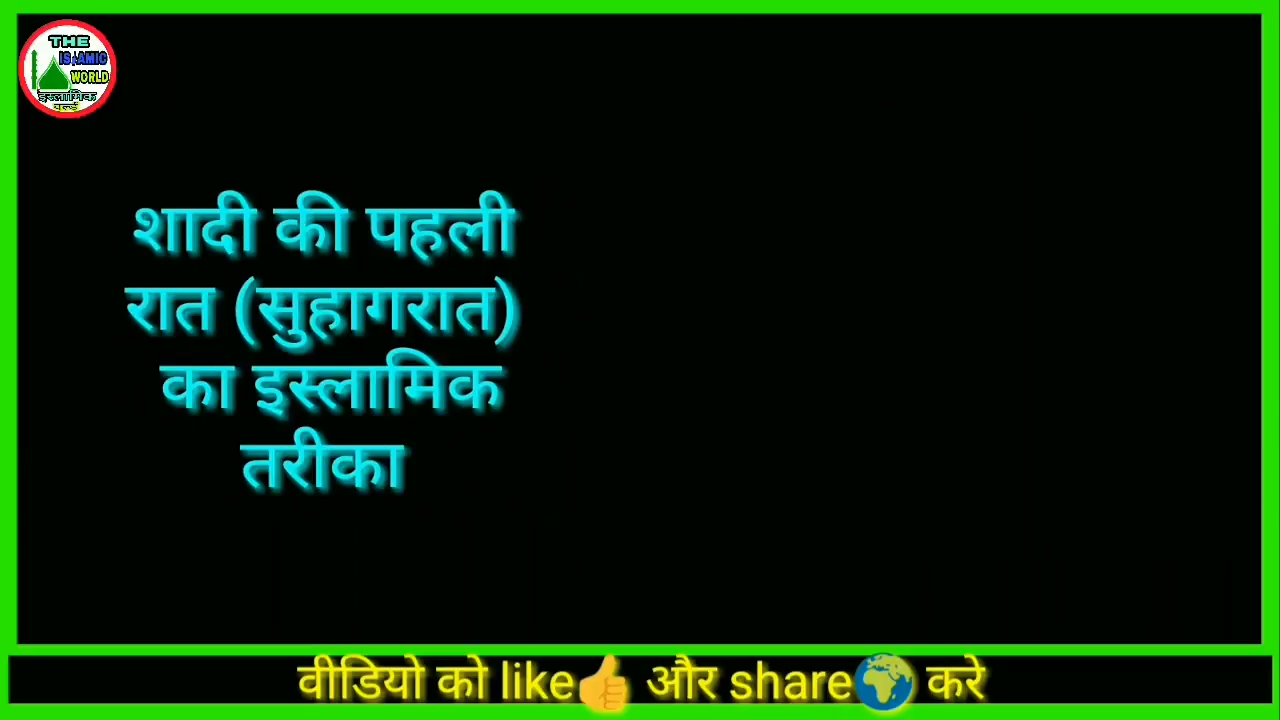 THE
ISLAMIC
WORLD
इस्लामिक
वर्ल्ड
शादी की पहली
रात (सुहागरात)
का इस्लामिक
तरीका
वीडियो को like👍 और share🌍 करे